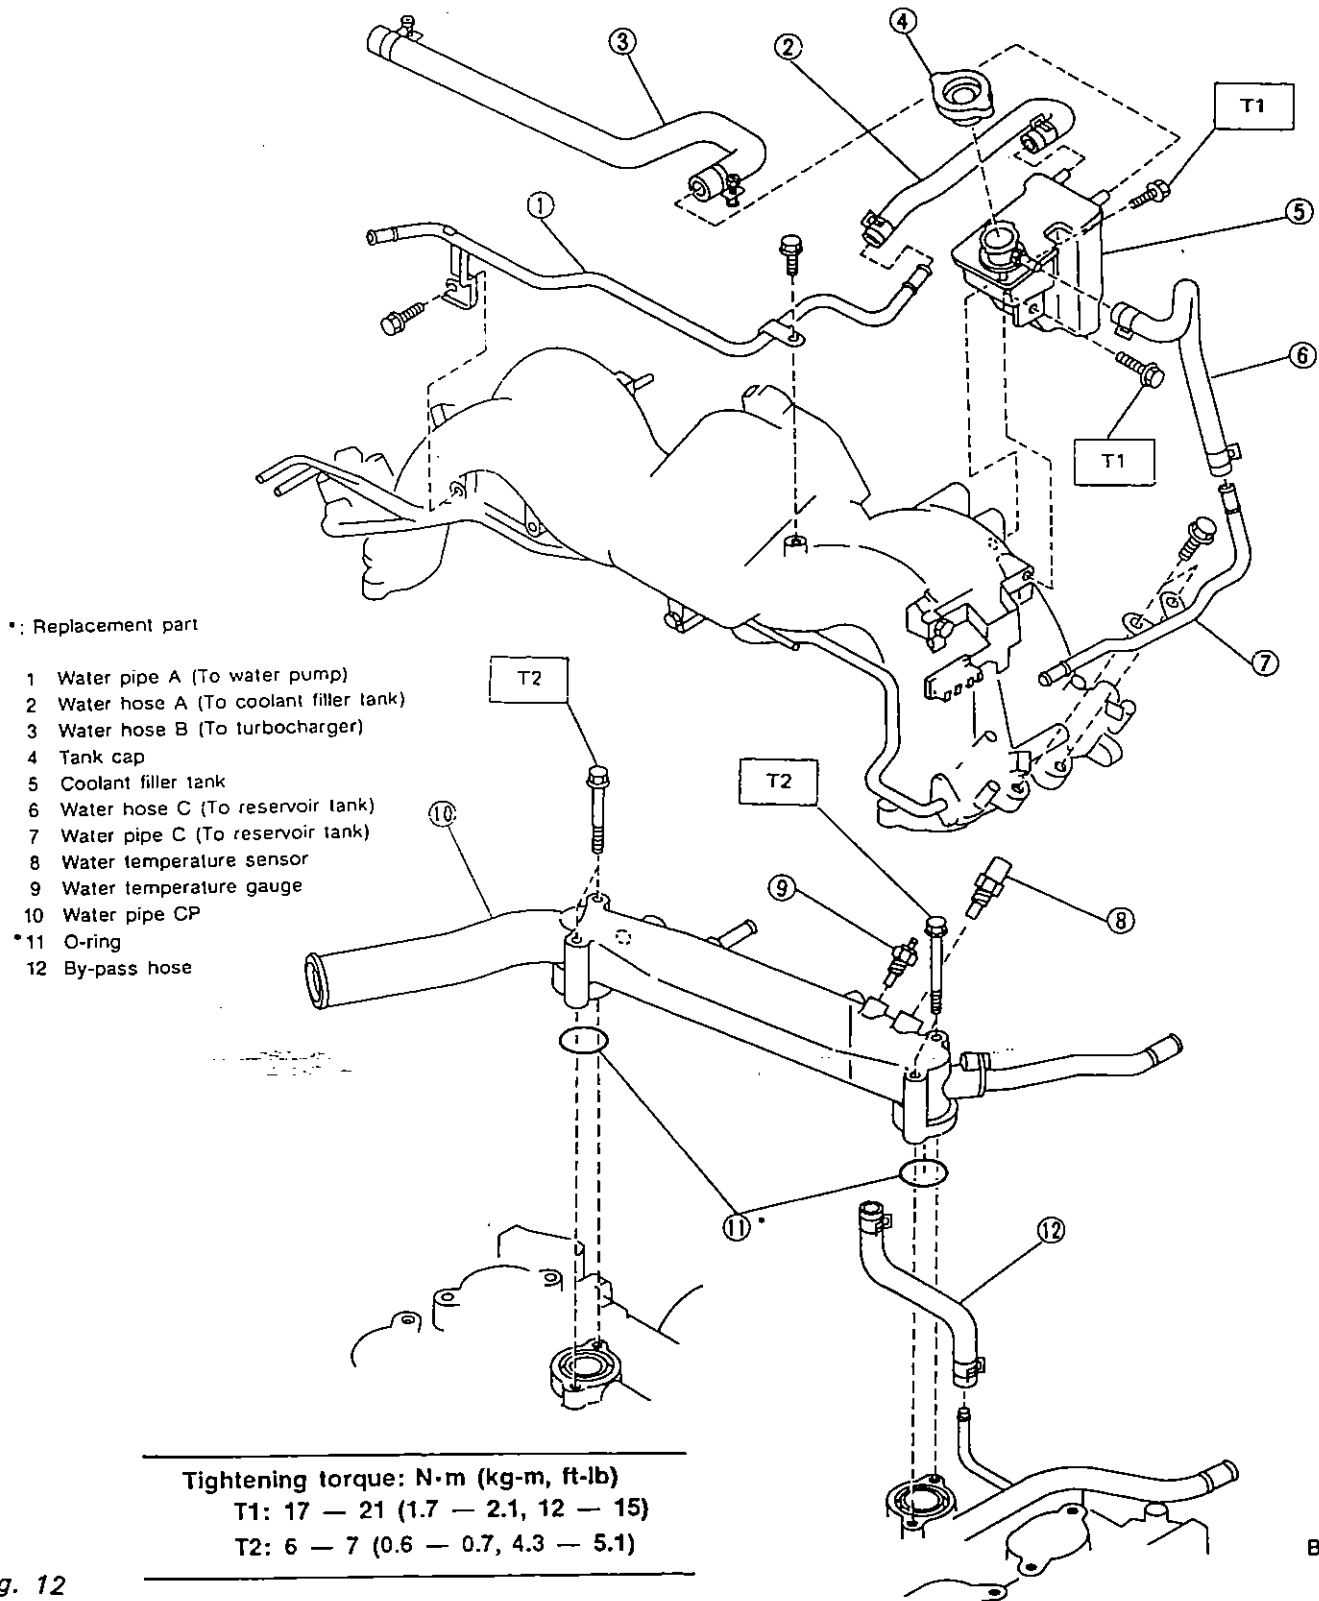 ③
④
②
T1
①
⑤
⑥
T1
*: Replacement part
⑦
T2
1 Water pipe A (To water pump)
2 Water hose A (To coolant filler tank)
3 Water hose B (To turbocharger)
4 Tank cap
5 Coolant filler tank
6 Water hose C (To reservoir tank)
7 Water pipe C (To reservoir tank)
8 Water temperature sensor
9 Water temperature gauge
10 Water pipe CP
*11 O-ring
12 By-pass hose
T2
⑩
⑨
⑧
⑪*
⑫
Tightening torque: N·m (kg-m, ft-lb)
T1: 17 — 21 (1.7 — 2.1, 12 — 15)
T2: 6 — 7 (0.6 — 0.7, 4.3 — 5.1)
B
g. 12